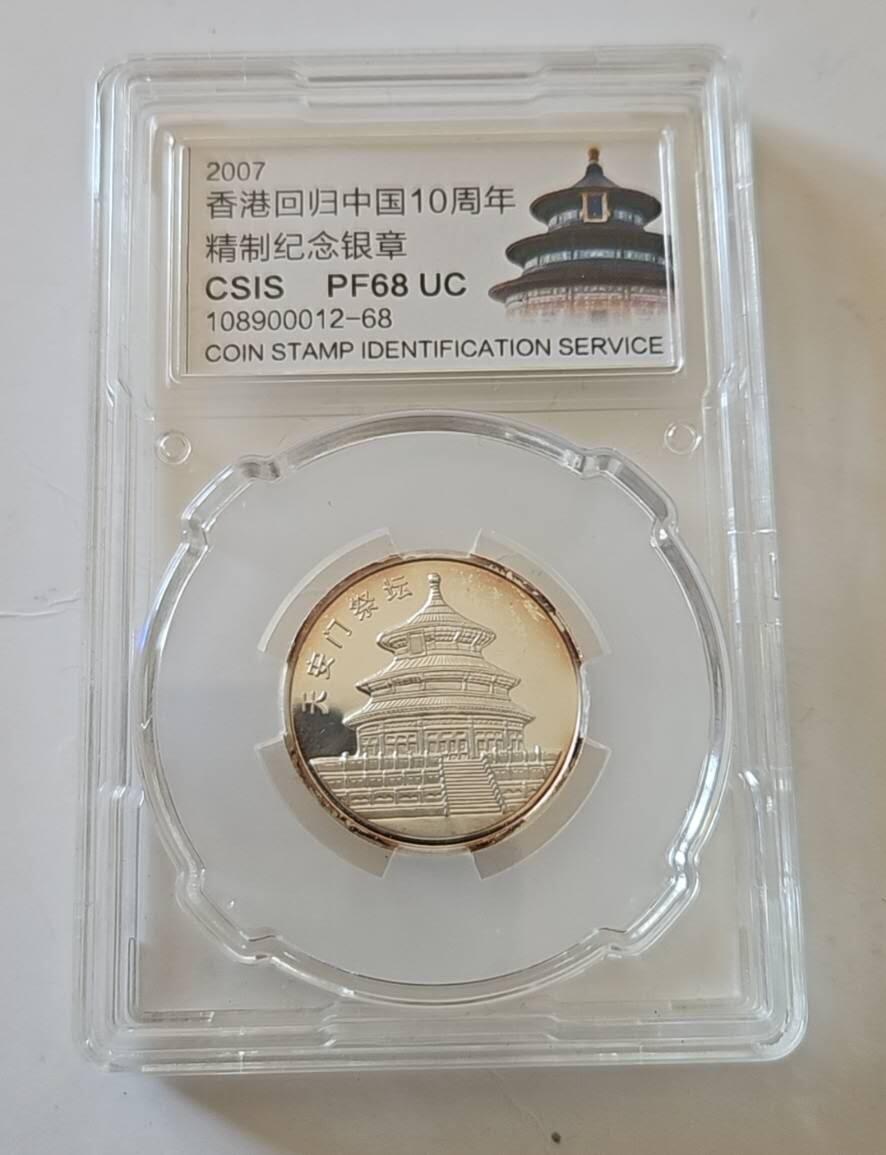 2007
香港回归中国10周年
精制纪念银章
CSIS PF68 UC
108900012-68
COIN STAMP IDENTIFICATION SERVICE
天安门祭坛